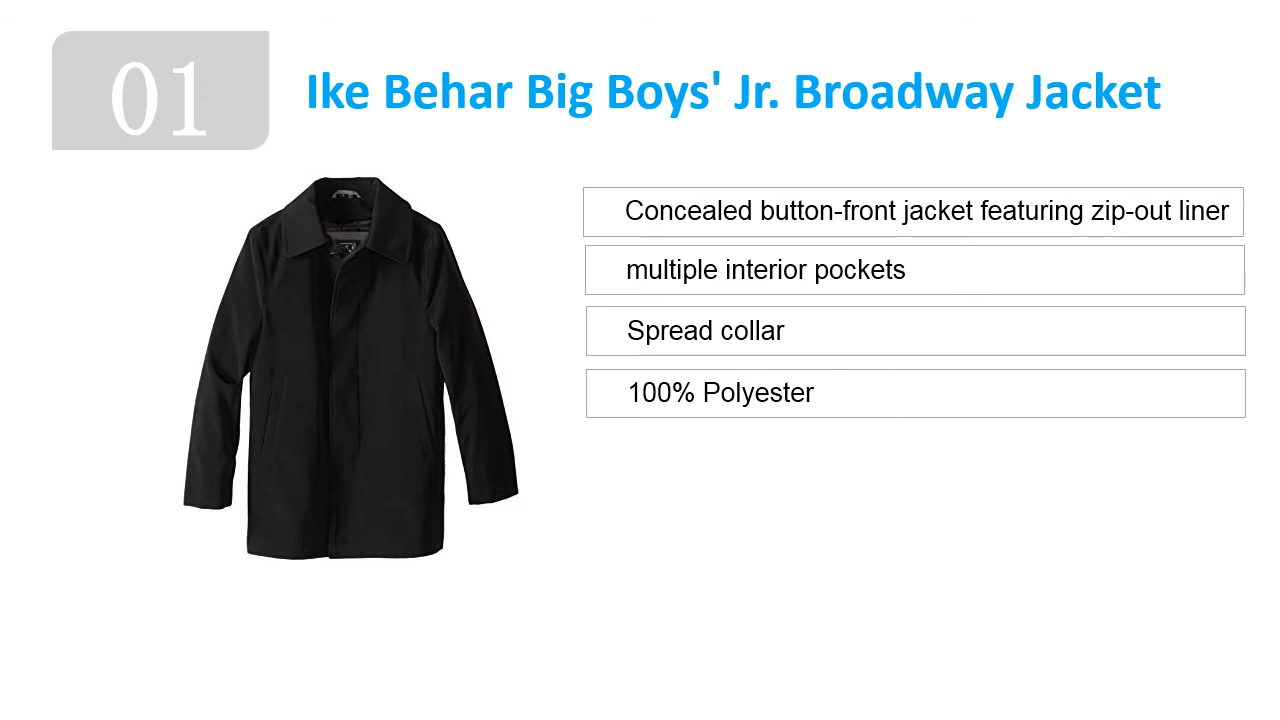 01
Ike Behar Big Boys' Jr. Broadway Jacket
Concealed button-front jacket featuring zip-out liner
multiple interior pockets
Spread collar
100% Polyester